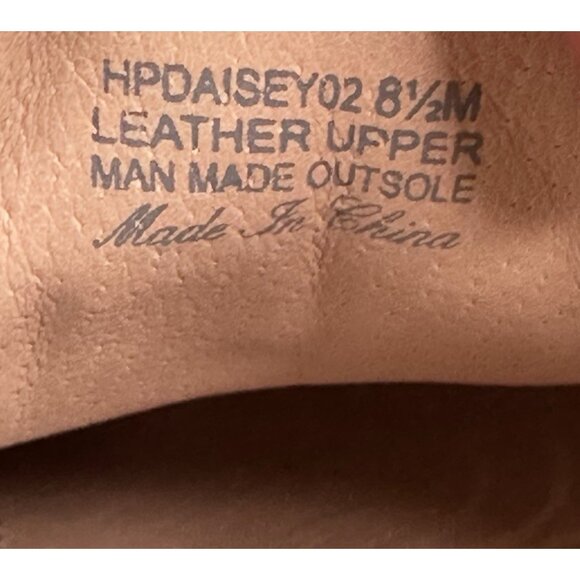 HPDAISEY02 8½M
LEATHER UPPER
MAN MADE OUTSOLE
Made In China